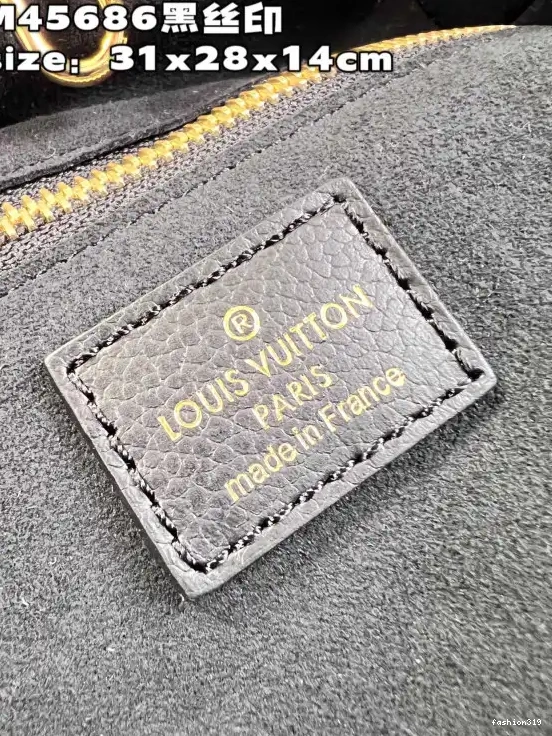 M45686黑丝印
size: 31x28x14cm
®
LOUIS VUITTON
PARIS
made in France
fashion319